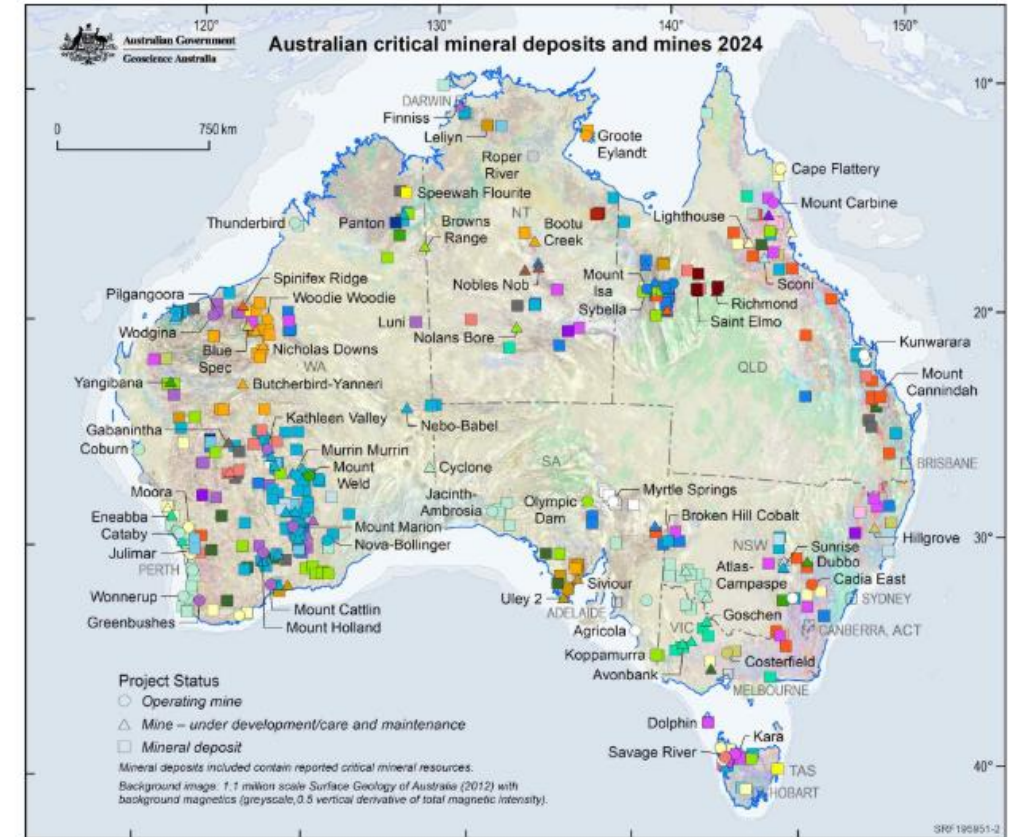 120°
130°
140°
150°
Australian Government
Geoscience Australia
Australian critical mineral deposits and mines 2024
10°
0
750 km
DARWIN
Finniss
Leliyn
Groote
Eylandt
Roper
River
Cape Flattery
Speewah Flourite
Mount Carbine
Thunderbird
Panton
Browns
Range
NT
Bootu
Creek
Lighthouse
Spinifex Ridge
Nobles Nob
Mount
Isa
Sconi
Pilgangoora
Woodie Woodie
Richmond
Sybella
20°
Wodgina
Luni
Nolans Bore
Saint Elmo
Kunwarara
Blue
Spec
Nicholas Downs
WA
QLD
Mount
Cannindah
Yangibana
Butcherbird-Yanneri
Kathleen Valley
Gabanintha
Nebo-Babel
Coburn
Murrin Murrin
Cyclone
SA
BRISBANE
Mount
Weld
Moora
Jacinth-
Ambrosia
Olympic
Dam
Myrtle Springs
Eneabba
Broken Hill Cobalt
Cataby
Mount Marion
Hillgrove
30°
Julimar
Nova-Bollinger
NSW
Sunrise
Dubbo
PERTH
Atlas-
Campaspe
Cadia East
Wonnerup
Siviour
Uley 2
SYDNEY
Greenbushes
Mount Cattlin
ADELAIDE
Goschen
Mount Holland
Agricola
VIC
CANBERRA, ACT
Koppamurra
Costerfield
Avonbank
MELBOURNE
Project Status
Operating mine
Mine – under development/care and maintenance
Mineral deposit
Dolphin
Kara
Savage River
Mineral deposits included contain reported critical mineral resources.
TAS
40°
Background image: 1:1 million scale Surface Geology of Australia (2012) with
background magnetics (greyscale,0.5 vertical derivative of total magnetic intensity).
HOBART
SRF195951-2